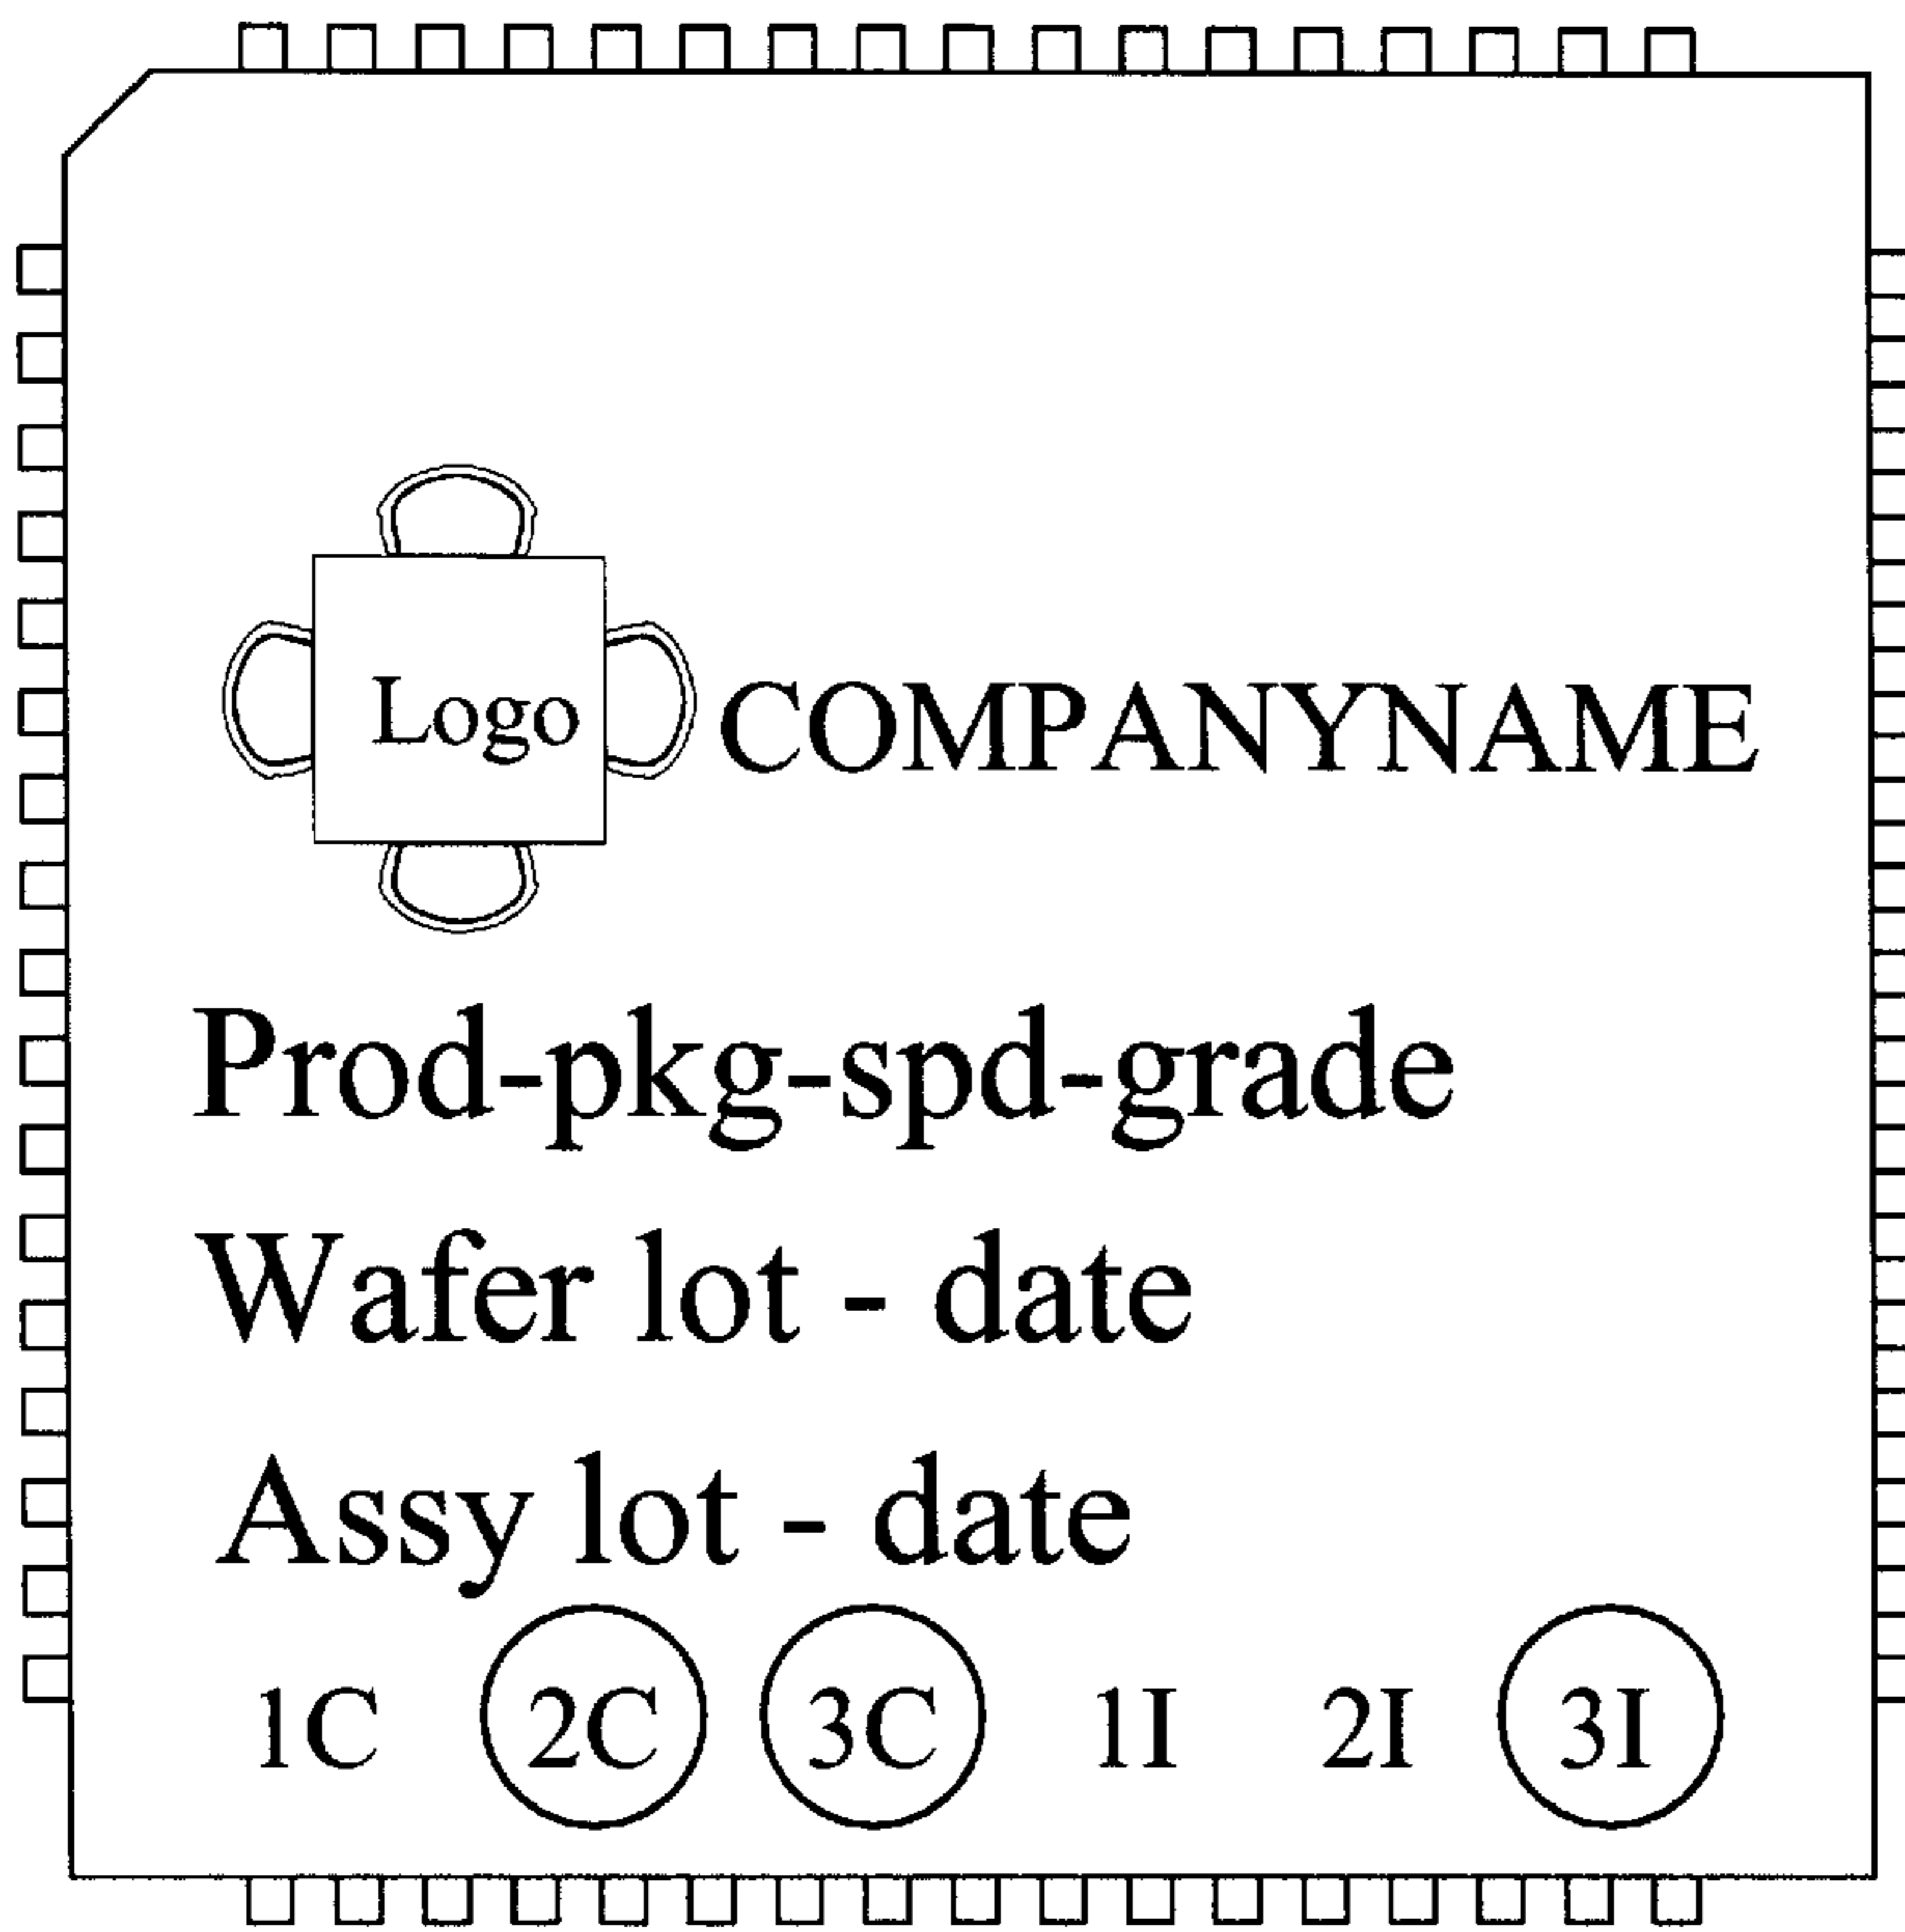 Logo COMPANYNAME
Prod-pkg-spd-grade
Wafer lot - date
Assy lot - date
1C 2C 3C 1I 2I 3I